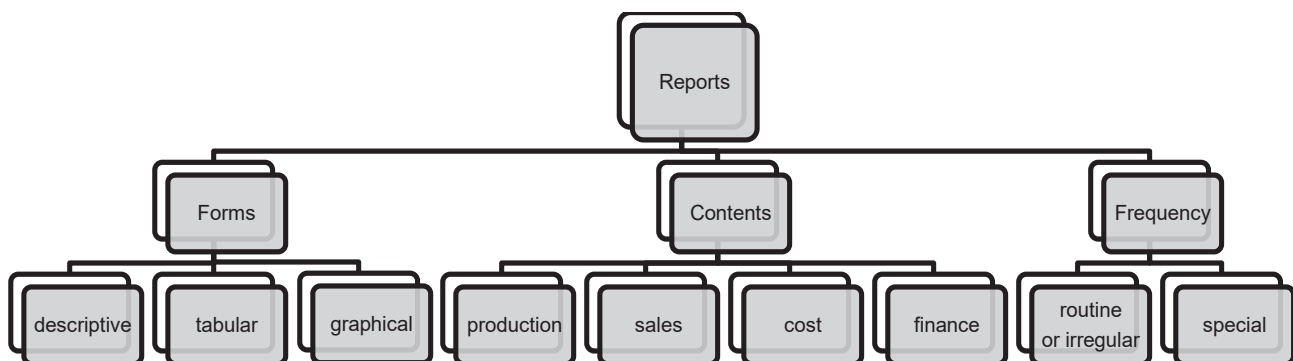 Reports
Forms
Contents
Frequency
descriptive
tabular
graphical
production
sales
cost
finance
routine
or irregular
special